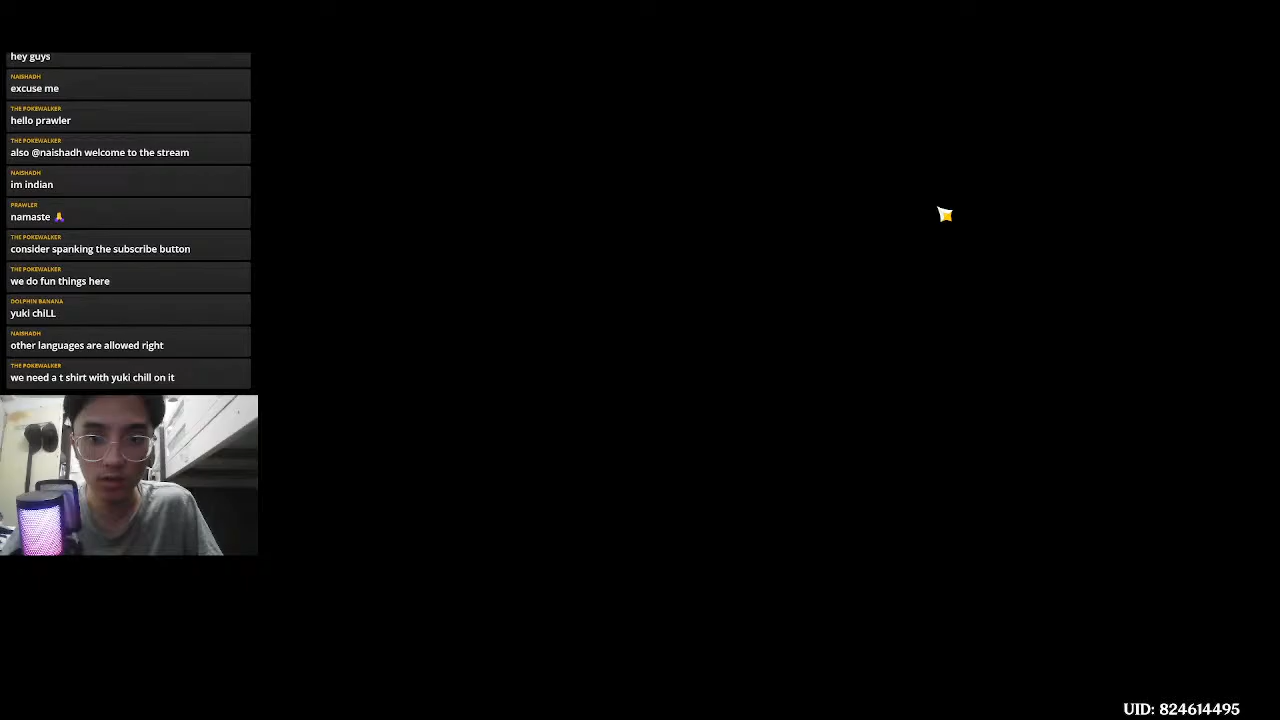 hey guys
NAISHADH
excuse me
THE POKEWALKER
hello prawler
THE POKEWALKER
also @naishadh welcome to the stream
NAISHADH
im indian
PRAWLER
namaste 🙏
THE POKEWALKER
consider spanking the subscribe button
THE POKEWALKER
we do fun things here
DOLPHIN BANANA
yuki chiLL
NAISHADH
other languages are allowed right
THE POKEWALKER
we need a t shirt with yuki chill on it
UID: 824614495